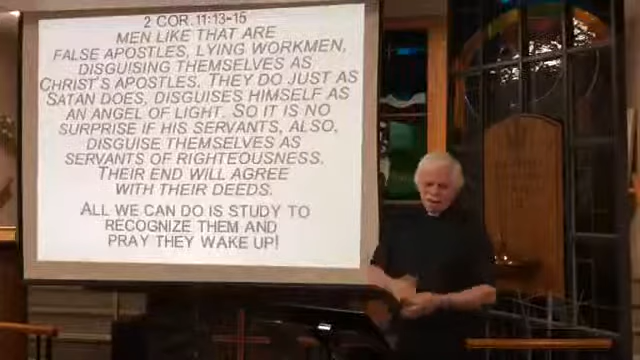 2 COR. 11:13-15
MEN LIKE THAT ARE
FALSE APOSTLES, LYING WORKMEN,
DISGUISING THEMSELVES AS
CHRIST'S APOSTLES. THEY DO JUST AS
SATAN DOES, DISGUISES HIMSELF AS
AN ANGEL OF LIGHT. SO IT IS NO
SURPRISE IF HIS SERVANTS, ALSO,
DISGUISE THEMSELVES AS
SERVANTS OF RIGHTEOUSNESS.
THEIR END WILL AGREE
WITH THEIR DEEDS.
ALL WE CAN DO IS STUDY TO
RECOGNIZE THEM AND
PRAY THEY WAKE UP!